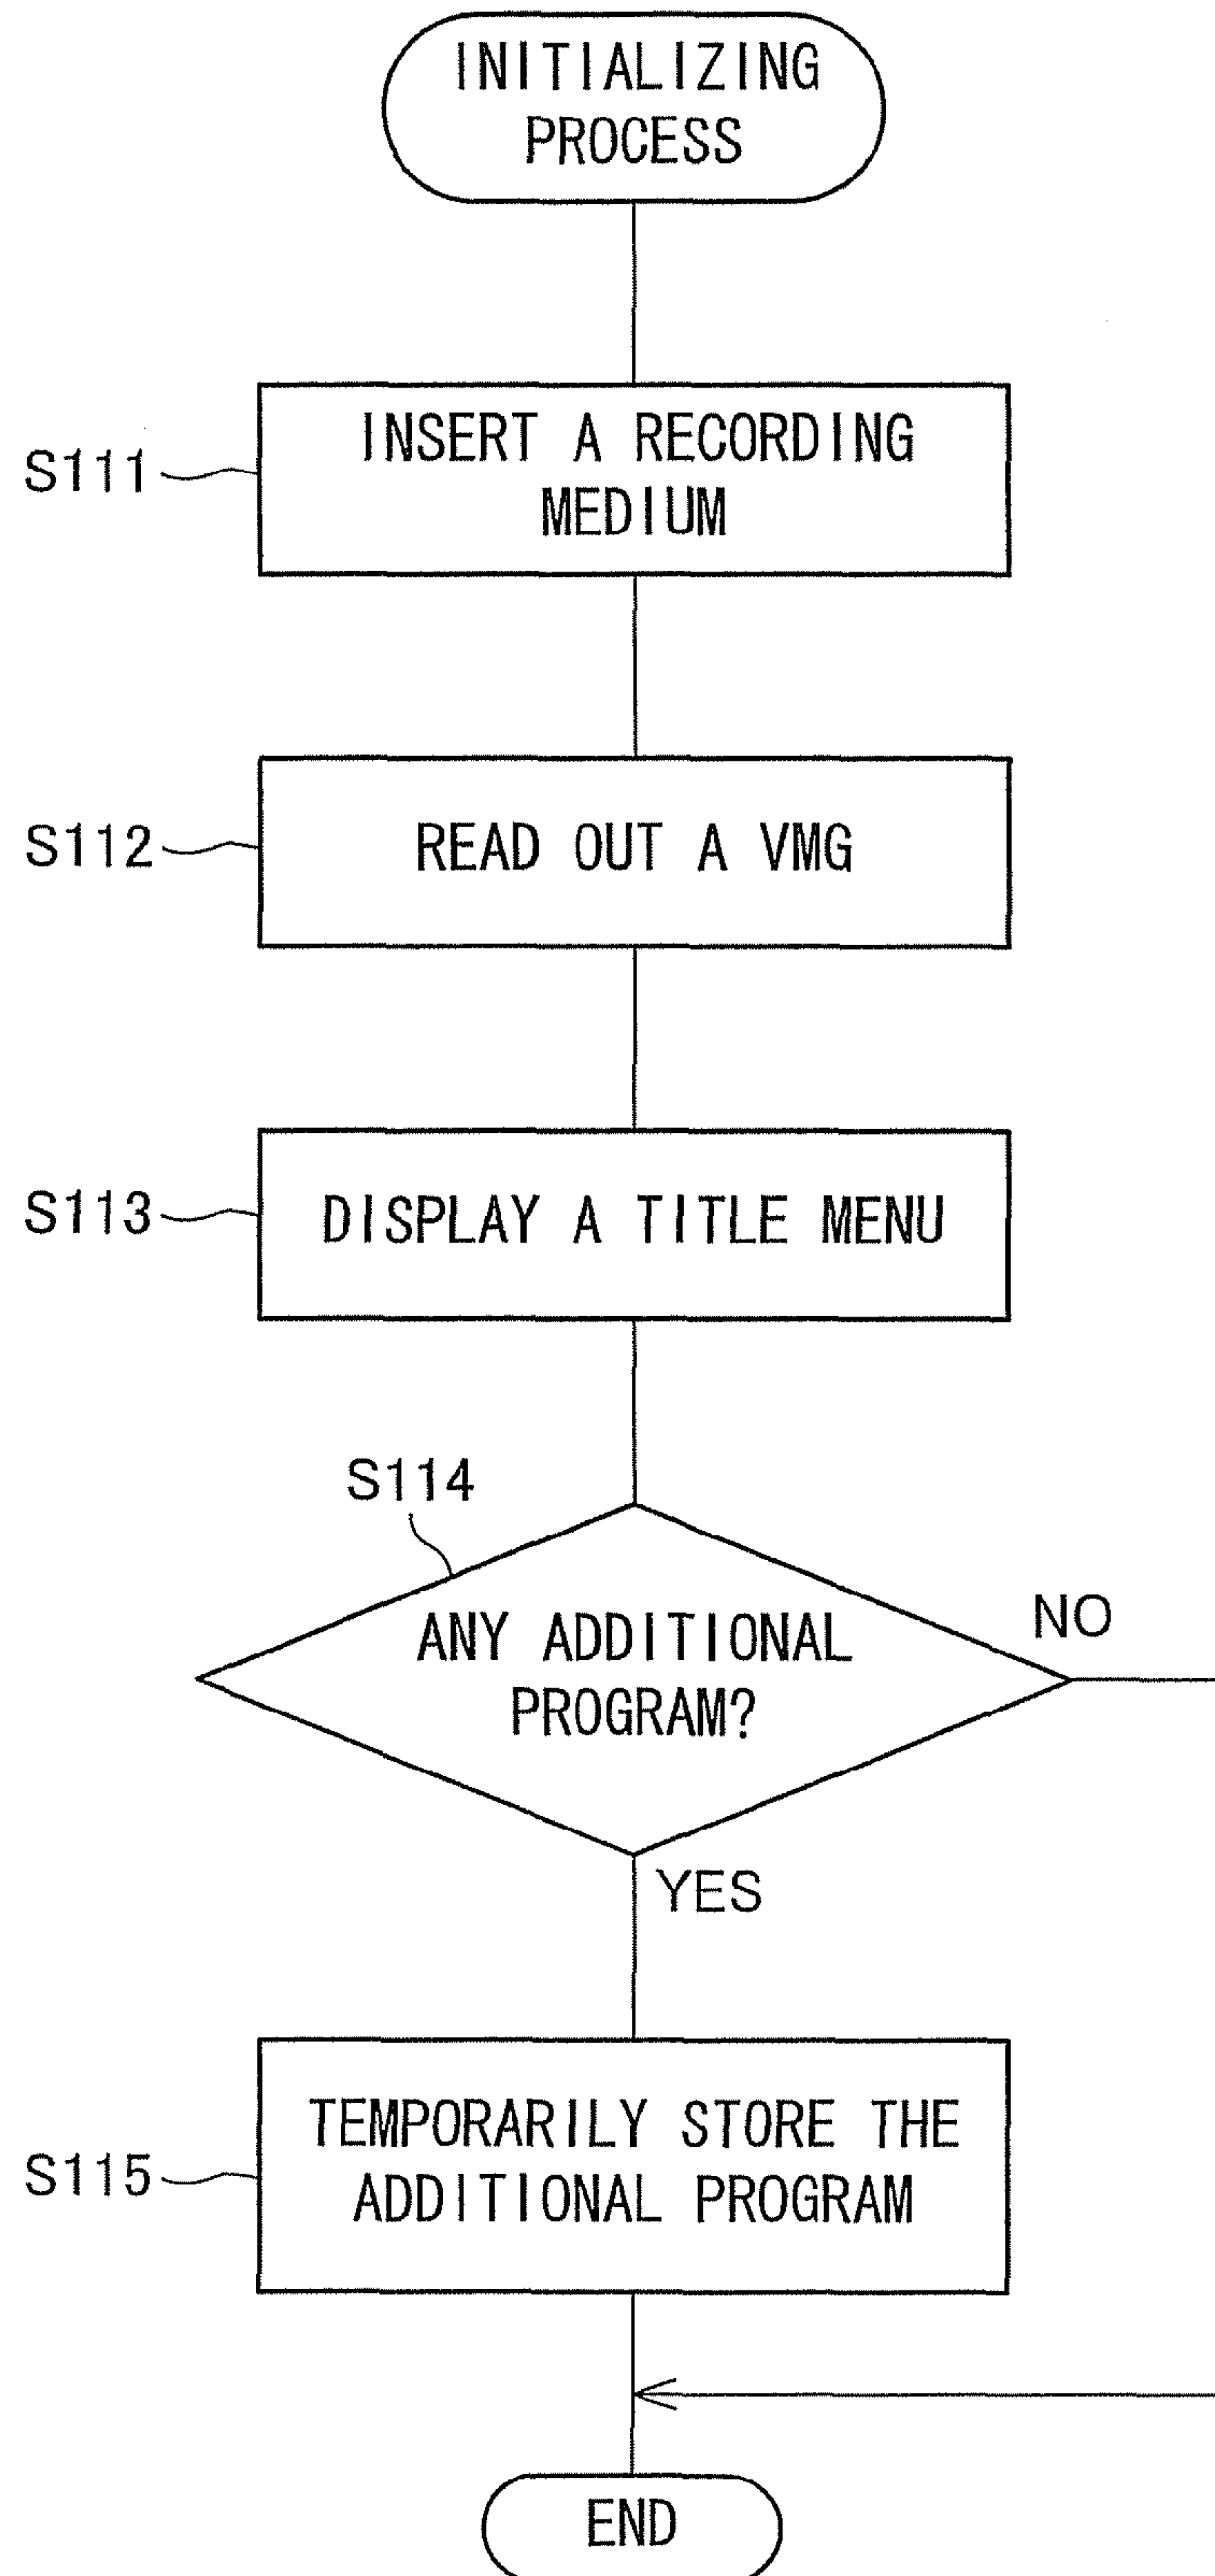 INITIALIZING
PROCESS
S111
INSERT A RECORDING
MEDIUM
S112
READ OUT A VMG
S113
DISPLAY A TITLE MENU
S114
ANY ADDITIONAL
PROGRAM?
NO
YES
S115
TEMPORARILY STORE THE
ADDITIONAL PROGRAM
END